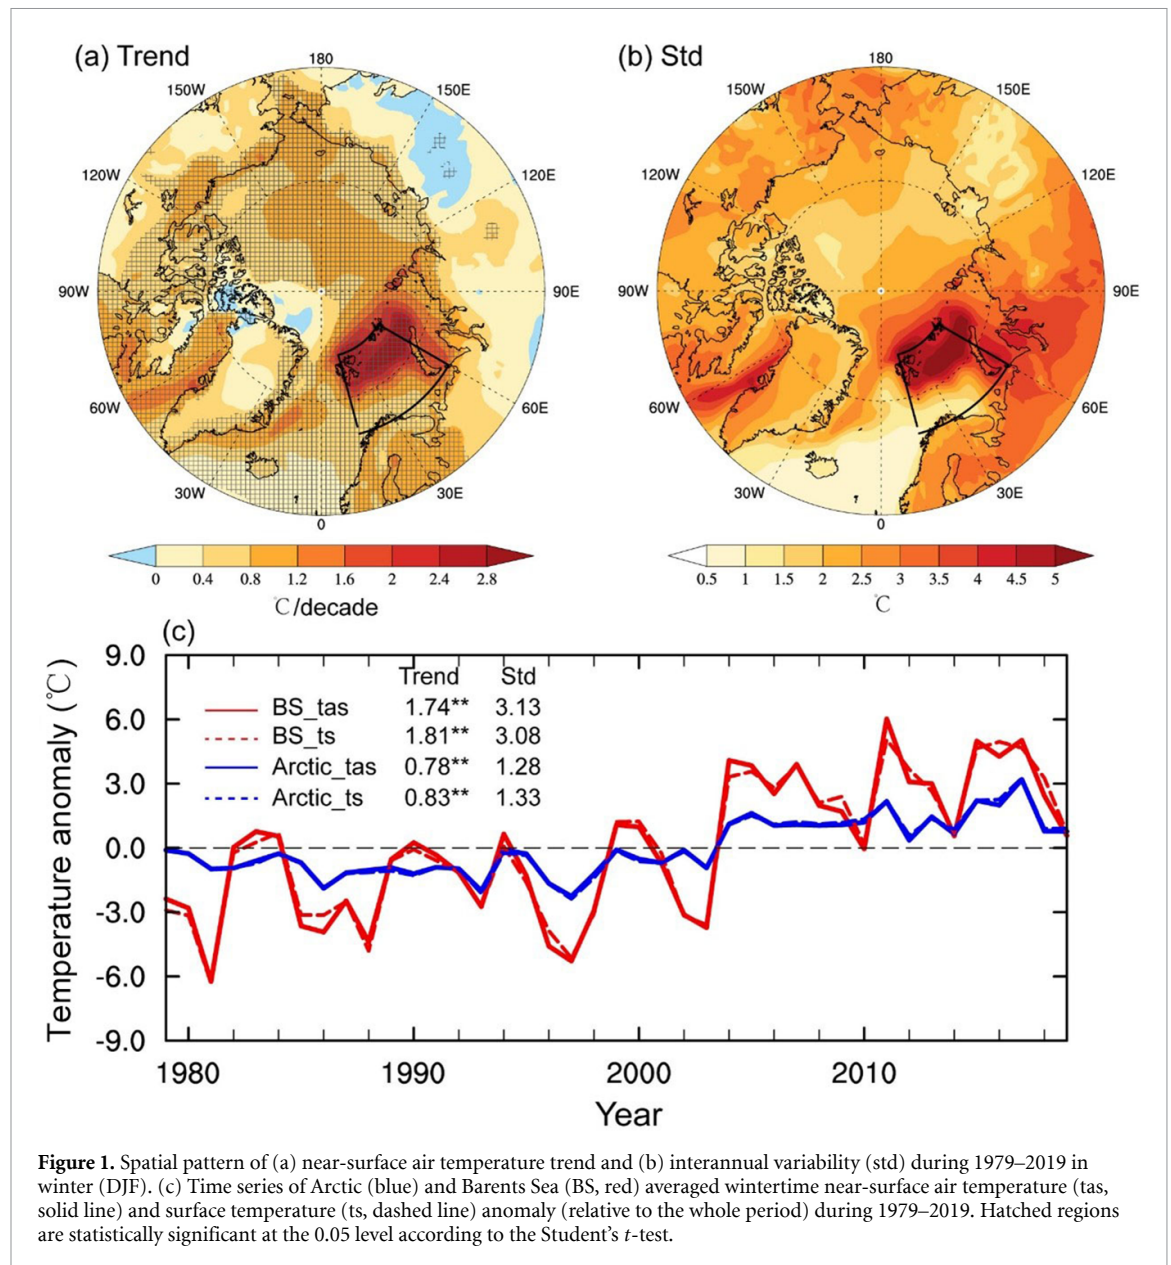 (a) Trend
(b) Std
180
150W
150E
120W
120E
90W
90E
60W
60E
30W
30E
0
180
150W
150E
120W
120E
90W
90E
60W
60E
30W
30E
0
0 0.4 0.8 1.2 1.6 2 2.4 2.8
℃/decade
0.5 1 1.5 2 2.5 3 3.5 4 4.5 5
℃
(c)
Temperature anomaly (℃)
9.0
6.0
3.0
0.0
-3.0
-6.0
-9.0
Trend Std
BS_tas 1.74** 3.13
BS_ts 1.81** 3.08
Arctic_tas 0.78** 1.28
Arctic_ts 0.83** 1.33
1980 1990 2000 2010
Year
Figure 1. Spatial pattern of (a) near-surface air temperature trend and (b) interannual variability (std) during 1979–2019 in
winter (DJF). (c) Time series of Arctic (blue) and Barents Sea (BS, red) averaged wintertime near-surface air temperature (tas,
solid line) and surface temperature (ts, dashed line) anomaly (relative to the whole period) during 1979–2019. Hatched regions
are statistically significant at the 0.05 level according to the Student's t-test.